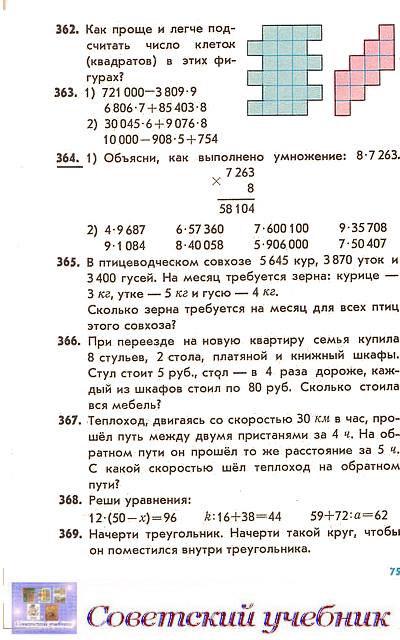 362. Как проще и легче под-
считать число клеток
(квадратов) в этих фи-
гурах?
363. 1) 721 000—3 809·9
6 806·7+85 403·8
2) 30 045·6+9 076·8
10 000—908·5+754
364. 1) Объясни, как выполнено умножение: 8·7 263.
7 263
× 8
58 104
2) 4·9 687 6·57 360 7·600 100 9·35 708
9·1 084 8·40 058 5·906 000 7·50 407
365. В птицеводческом совхозе 5 645 кур, 3 870 уток и
3 400 гусей. На месяц требуется зерна: курице —
3 кг, утке — 5 кг и гусю — 4 кг.
Сколько зерна требуется на месяц для всех птиц
этого совхоза?
366. При переезде на новую квартиру семья купила
8 стульев, 2 стола, платяной и книжный шкафы.
Стул стоит 5 руб., стол — в 4 раза дороже, каж-
дый из шкафов стоил по 80 руб. Сколько стоила
вся мебель?
367. Теплоход, двигаясь со скоростью 30 км в час, про-
шёл путь между двумя пристанями за 4 ч. На об-
ратном пути он прошёл то же расстояние за 5 ч.
С какой скоростью шёл теплоход на обратном
пути?
368. Реши уравнения:
12·(50—x)=96 k:16+38=44 59+72:a=62
369. Начерти треугольник. Начерти такой круг, чтобы
он поместился внутри треугольника.
75
Советский учебник
Советский учебник